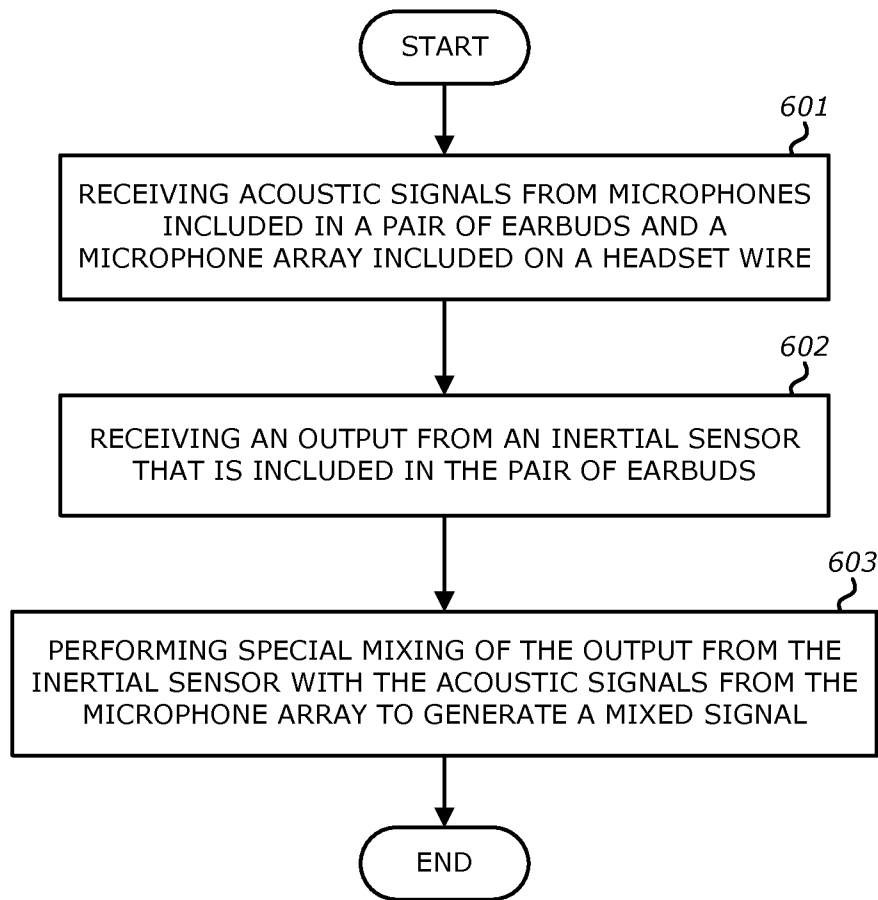 START
601
RECEIVING ACOUSTIC SIGNALS FROM MICROPHONES
INCLUDED IN A PAIR OF EARBUDS AND A
MICROPHONE ARRAY INCLUDED ON A HEADSET WIRE
602
RECEIVING AN OUTPUT FROM AN INERTIAL SENSOR
THAT IS INCLUDED IN THE PAIR OF EARBUDS
603
PERFORMING SPECIAL MIXING OF THE OUTPUT FROM THE
INERTIAL SENSOR WITH THE ACOUSTIC SIGNALS FROM THE
MICROPHONE ARRAY TO GENERATE A MIXED SIGNAL
END